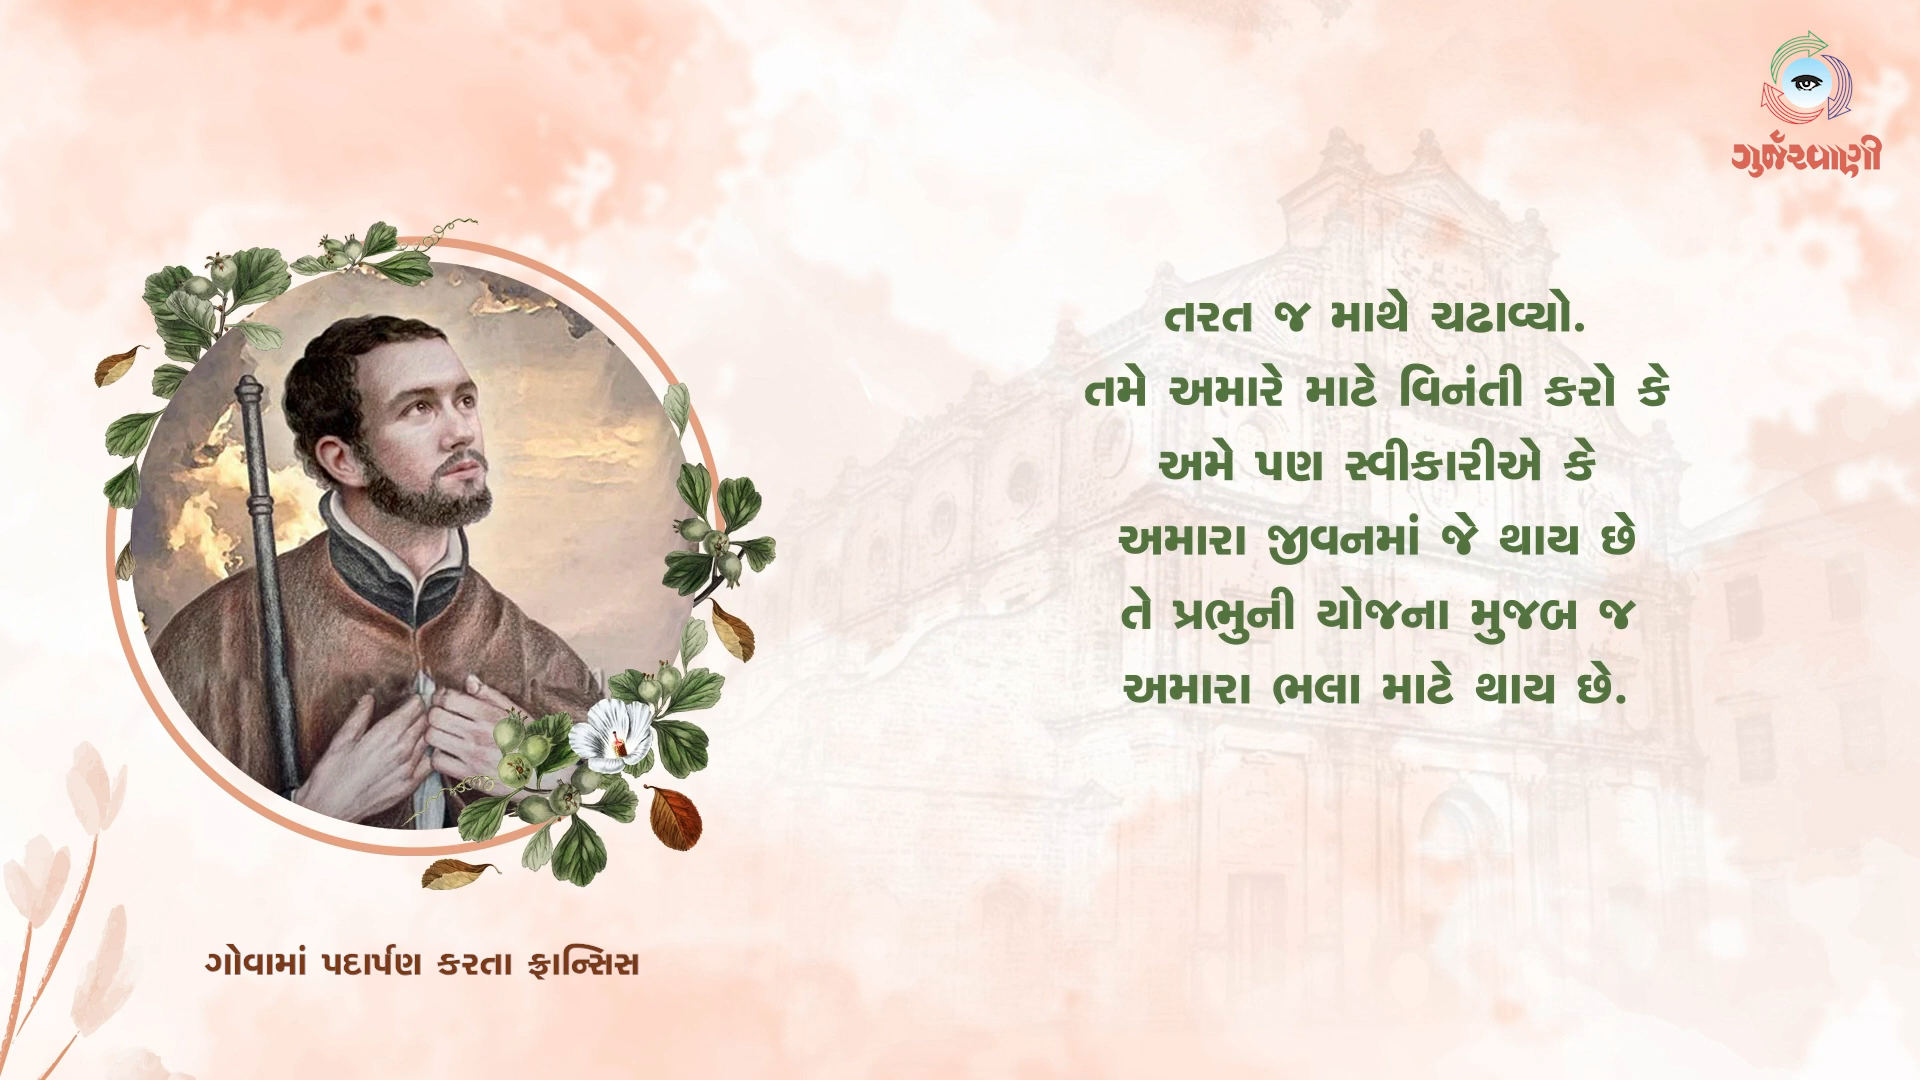 ગુર્જરવાણી
તરત જ માથે ચઢાવ્યો.
તમે અમારે માટે વિનંતી કરો કે
અમે પણ સ્વીકારીએ કે
અમારા જીવનમાં જે થાય છે
તે પ્રભુની યોજના મુજબ જ
અમારા ભલા માટે થાય છે.
ગોવામાં પદાર્પણ કરતા ફ્રાન્સિસ